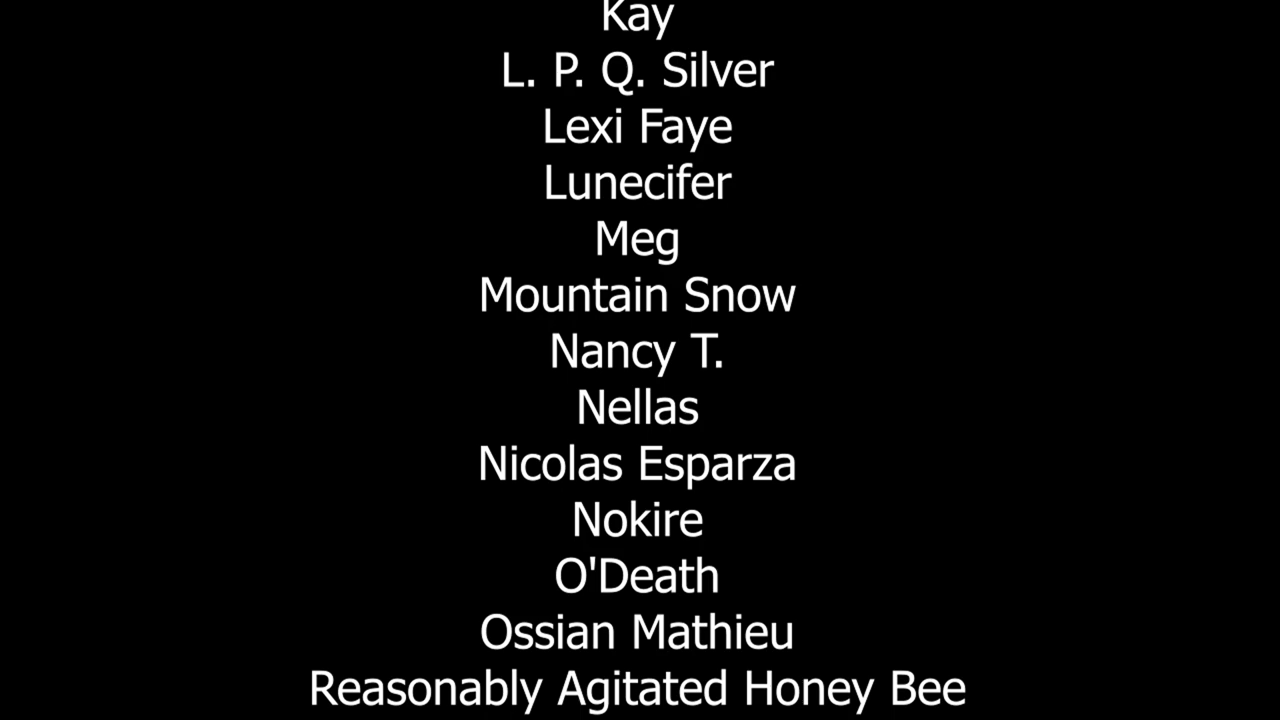 Kay
L. P. Q. Silver
Lexi Faye
Lunecifer
Meg
Mountain Snow
Nancy T.
Nellas
Nicolas Esparza
Nokire
O'Death
Ossian Mathieu
Reasonably Agitated Honey Bee